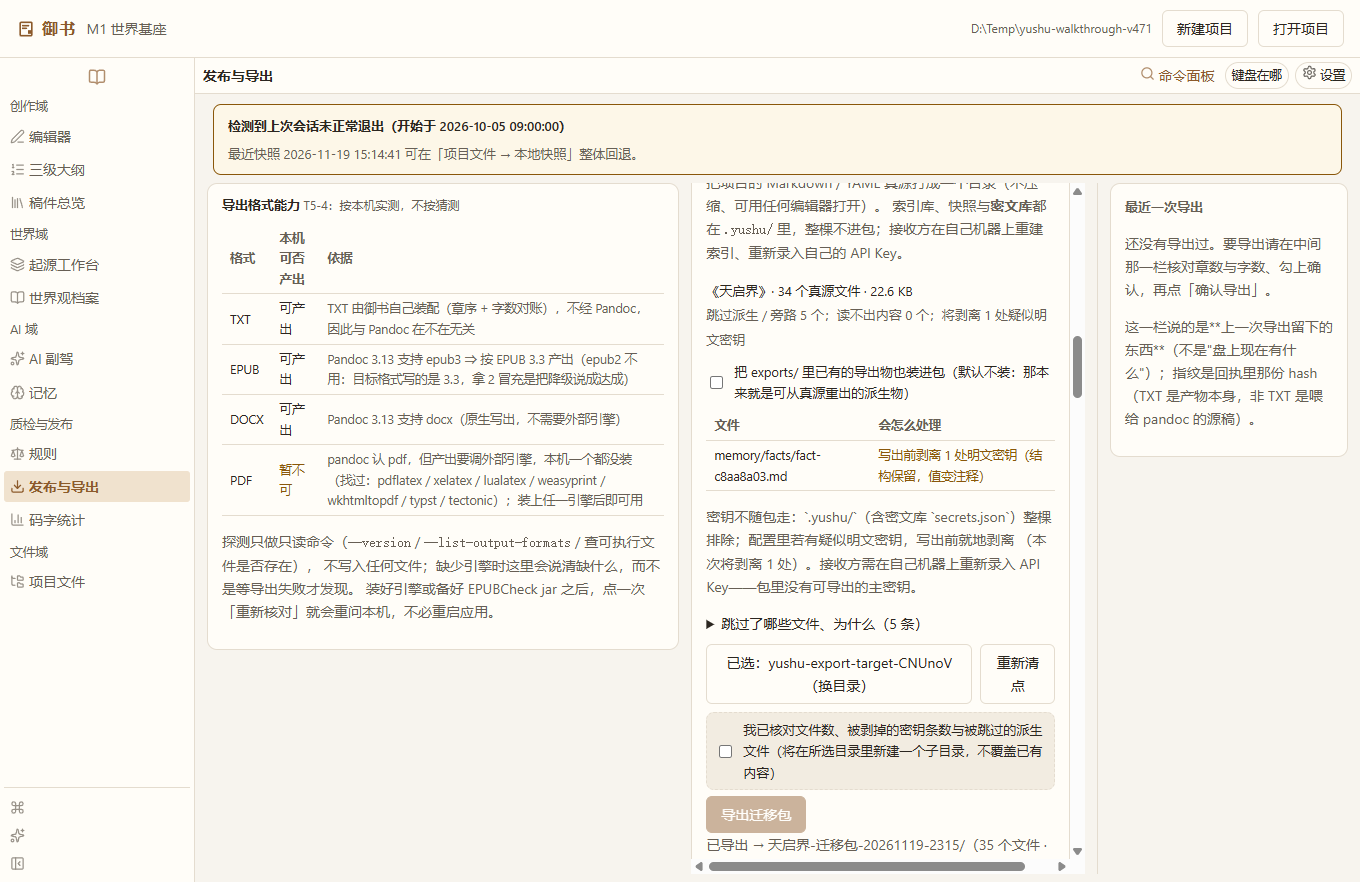 御书 M1 世界基座
D:\Temp\yushu-walkthrough-v471 新建项目 打开项目
创作域
编辑器
三级大纲
稿件总览
世界域
起源工作台
世界观档案
AI 域
AI 副驾
记忆
质检与发布
规则
发布与导出
码字统计
文件域
项目文件
发布与导出
命令面板 键盘在哪 设置
检测到上次会话未正常退出（开始于 2026-10-05 09:00:00）
最近快照 2026-11-19 15:14:41 可在「项目文件 → 本地快照」整体回退。
导出格式能力 T5-4：按本机实测，不按猜测
格式 本机可否产出 依据
TXT 可产出 TXT 由御书自己装配（章序 + 字数对账），不经 Pandoc，
因此与 Pandoc 在不在无关
EPUB 可产出 Pandoc 3.13 支持 epub3 ⇒ 按 EPUB 3.3 产出（epub2 不
用：目标格式写的是 3.3，拿 2 冒充是把降级说成达成）
DOCX 可产出 Pandoc 3.13 支持 docx（原生写出，不需要外部引擎）
PDF 暂不可 pandoc 认 pdf，但产出要调外部引擎，本机一个都没装
（找过：pdflatex / xelatex / lualatex / weasyprint /
wkhtmltopdf / typst / tectonic）；装上任一引擎后即可用
探测只做只读命令（--version / --list-output-formats / 查可执行文
件是否存在），不写入任何文件；缺少引擎时这里会说清缺什么，而不
是等导出失败才发现。 装好引擎或备好 EPUBCheck jar 之后，点一次
「重新核对」就会重问本机，不必重启应用。
把项目的 Markdown / YAML 真源打成一个目录（不压
缩、可用任何编辑器打开）。 索引库、快照与密文库都
在 .yushu/ 里，整棵不进包；接收方在自己机器上重建
索引、重新录入自己的 API Key。
《天启界》· 34 个真源文件 · 22.6 KB
跳过派生 / 旁路 5 个；读不出内容 0 个；将剥离 1 处疑似明
文密钥
把 exports/ 里已有的导出物也装进包（默认不装：那本
来就是可从真源重出的派生物）
文件 会怎么处理
memory/facts/fact-
c8aa8a03.md
写出前剥离 1 处明文密钥（结
构保留，值变注释）
密钥不随包走：`.yushu/`（含密文库 `secrets.json`）整棵
排除；配置里若有疑似明文密钥，写出前就地剥离 （本
次将剥离 1 处）。接收方需在自己机器上重新录入 API
Key——包里没有可导出的主密钥。
▶ 跳过了哪些文件、为什么（5 条）
已选：yushu-export-target-CNUnoV
（换目录）
重新清
点
我已核对文件数、被剥掉的密钥条数与被跳过的派生
文件（将在所选目录里新建一个子目录，不覆盖已有
内容）
导出迁移包
已导出 → 天启界-迁移包-20261119-2315/（35 个文件 ·
最近一次导出
还没有导出过。要导出请在中间
那一栏核对章数与字数、勾上确
认，再点「确认导出」。
这一栏说的是**上一次导出留下的
东西**（不是"盘上现在有什
么"）；指纹是回执里那份 hash
（TXT 是产物本身，非 TXT 是喂
给 pandoc 的源稿）。